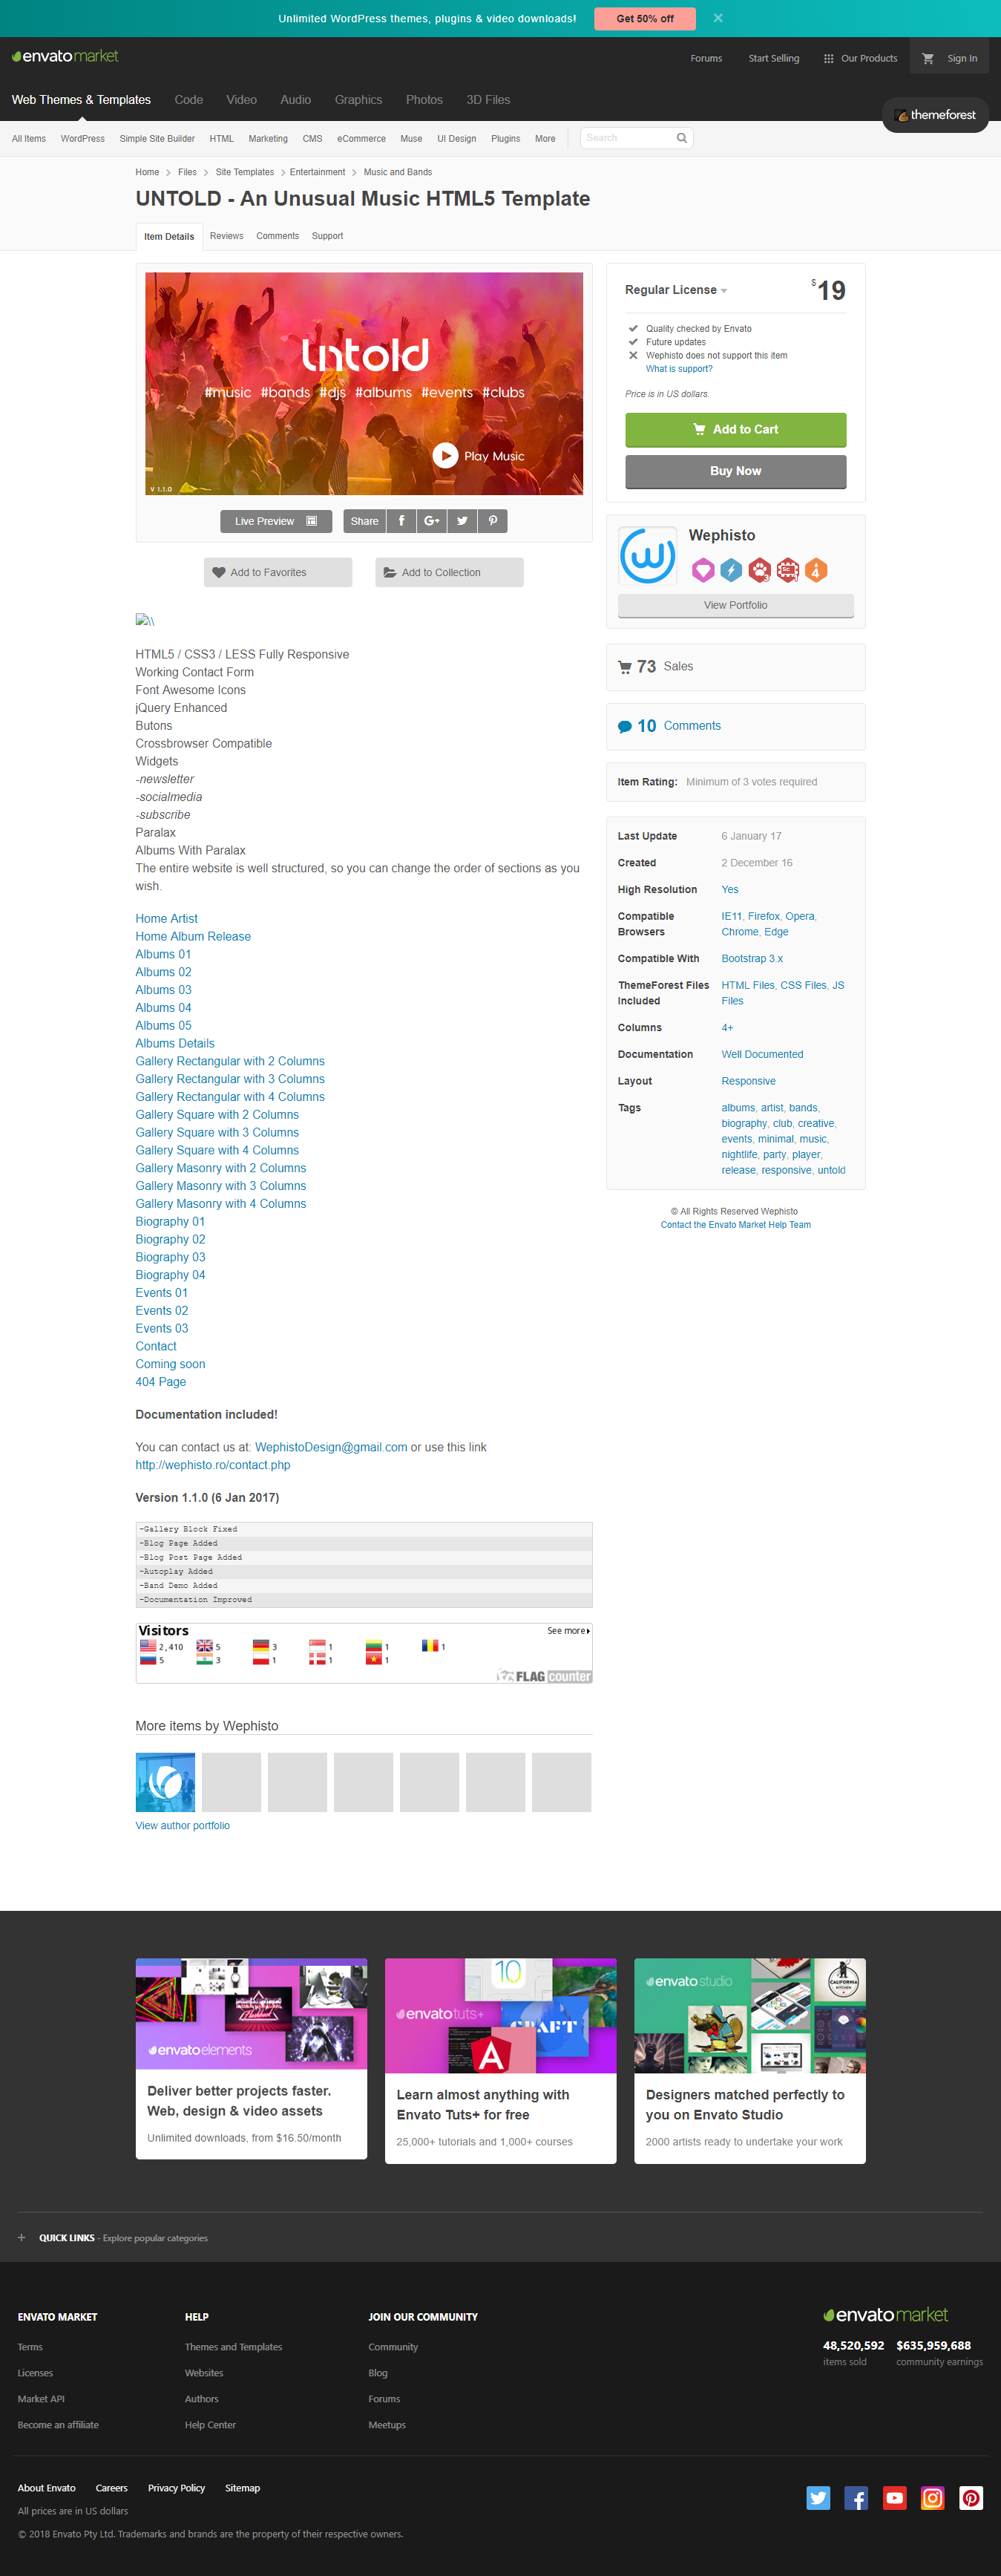 Unlimited WordPress themes, plugins & video downloads!
Get 50% off
envatomarket
Forums
Start Selling
Our Products
Sign In
Web Themes & Templates
Code
Video
Audio
Graphics
Photos
3D Files
themeforest
All Items
WordPress
Simple Site Builder
HTML
Marketing
CMS
eCommerce
Muse
UI Design
Plugins
More
Search
Home
Files
Site Templates
Entertainment
Music and Bands
UNTOLD - An Unusual Music HTML5 Template
Item Details
Reviews
Comments
Support
untold
#music #bands #djs #albums #events #clubs
Play Music
v 1.1.0
Live Preview
Share
Add to Favorites
Add to Collection
\\
HTML5 / CSS3 / LESS Fully Responsive
Working Contact Form
Font Awesome Icons
jQuery Enhanced
Butons
Crossbrowser Compatible
Widgets
-newsletter
-socialmedia
-subscribe
Paralax
Albums With Paralax
The entire website is well structured, so you can change the order of sections as you
wish.
Home Artist
Home Album Release
Albums 01
Albums 02
Albums 03
Albums 04
Albums 05
Albums Details
Gallery Rectangular with 2 Columns
Gallery Rectangular with 3 Columns
Gallery Rectangular with 4 Columns
Gallery Square with 2 Columns
Gallery Square with 3 Columns
Gallery Square with 4 Columns
Gallery Masonry with 2 Columns
Gallery Masonry with 3 Columns
Gallery Masonry with 4 Columns
Biography 01
Biography 02
Biography 03
Biography 04
Events 01
Events 02
Events 03
Contact
Coming soon
404 Page
Documentation included!
You can contact us at: WephistoDesign@gmail.com or use this link
http://wephisto.ro/contact.php
Version 1.1.0 (6 Jan 2017)
-Gallery Block Fixed
-Blog Page Added
-Blog Post Page Added
-Autoplay Added
-Band Demo Added
-Documentation Improved
Visitors
See more
2,410 5 3 1 1 1
5 3 1 1 1
FLAG counter
More items by Wephisto
View author portfolio
Regular License
$19
Quality checked by Envato
Future updates
Wephisto does not support this item
What is support?
Price is in US dollars.
Add to Cart
Buy Now
Wephisto
4
View Portfolio
73 Sales
10 Comments
Item Rating: Minimum of 3 votes required
Last Update 6 January 17
Created 2 December 16
High Resolution Yes
Compatible Browsers
IE11, Firefox, Opera,
Chrome, Edge
Compatible With Bootstrap 3.x
ThemeForest Files Included
HTML Files, CSS Files, JS
Files
Columns 4+
Documentation Well Documented
Layout Responsive
Tags albums, artist, bands,
biography, club, creative,
events, minimal, music,
nightlife, party, player,
release, responsive, untold
© All Rights Reserved Wephisto
Contact the Envato Market Help Team
envatoelements
Deliver better projects faster.
Web, design & video assets
Unlimited downloads, from $16.50/month
10
envatotuts+
CRAFT
A
Learn almost anything with
Envato Tuts+ for free
25,000+ tutorials and 1,000+ courses
envatostudio
CALIFORNIA
Designers matched perfectly to
you on Envato Studio
2000 artists ready to undertake your work
QUICK LINKS - Explore popular categories
ENVATO MARKET
Terms
Licenses
Market API
Become an affiliate
HELP
Themes and Templates
Websites
Authors
Help Center
JOIN OUR COMMUNITY
Community
Blog
Forums
Meetups
envatomarket
48,520,592
items sold
$635,959,688
community earnings
About Envato
Careers
Privacy Policy
Sitemap
All prices are in US dollars
© 2018 Envato Pty Ltd. Trademarks and brands are the property of their respective owners.